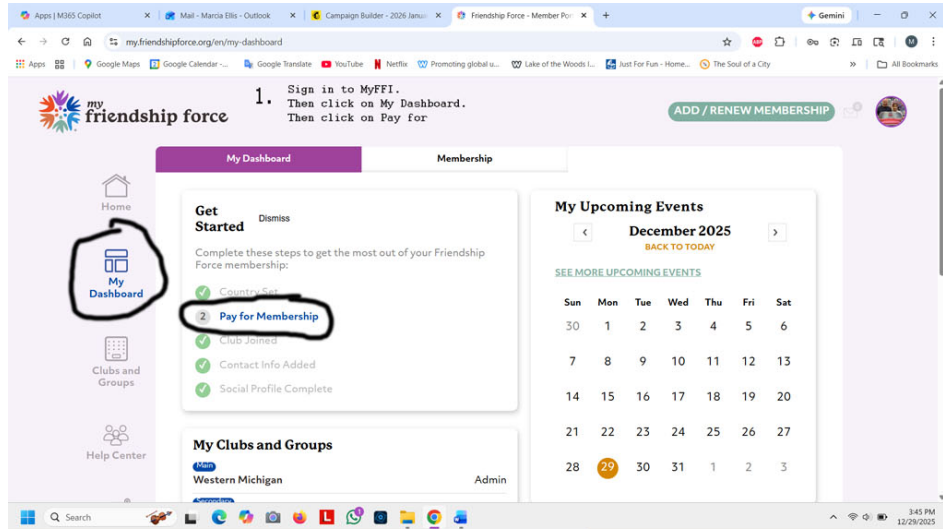 Apps | M365 Copilot
Mail - Marcia Ellis - Outlook
Campaign Builder - 2026 Janua
Friendship Force - Member Por
Gemini
my.friendshipforce.org/en/my-dashboard
Apps
Google Maps
Google Calendar -...
Google Translate
YouTube
Netflix
Promoting global u...
Lake of the Woods I...
Just For Fun - Home...
The Soul of a City
All Bookmarks
my
friendship force
1.
Sign in to MyFFI.
Then click on My Dashboard.
Then click on Pay for
ADD / RENEW MEMBERSHIP
0
My Dashboard
Membership
Home
My
Dashboard
Clubs and
Groups
Help Center
Get
Started
Dismiss
Complete these steps to get the most out of your Friendship
Force membership:
Country Set
2 Pay for Membership
Club Joined
Contact Info Added
Social Profile Complete
My Clubs and Groups
Main
Western Michigan
Admin
Secondary
My Upcoming Events
December 2025
BACK TO TODAY
SEE MORE UPCOMING EVENTS
Sun Mon Tue Wed Thu Fri Sat
30 1 2 3 4 5 6
7 8 9 10 11 12 13
14 15 16 17 18 19 20
21 22 23 24 25 26 27
28 29 30 31 1 2 3
Search
3:45 PM
12/29/2025